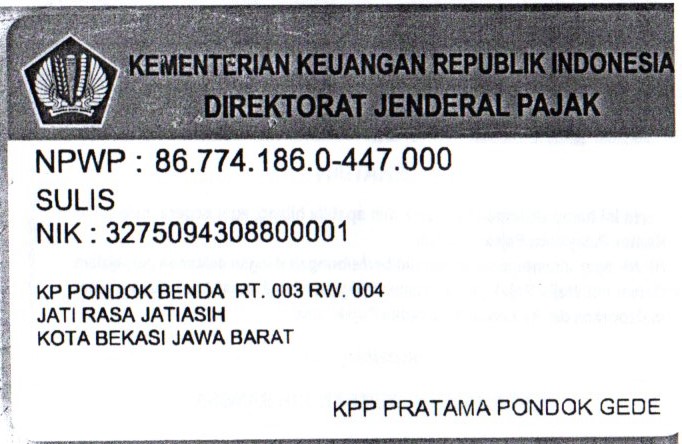 KEMENTERIAN KEUANGAN REPUBLIK INDONESIA
DIREKTORAT JENDERAL PAJAK
NPWP : 86.774.186.0-447.000
SULIS
NIK : 3275094308800001
KP PONDOK BENDA RT. 003 RW. 004
JATI RASA JATIASIH
KOTA BEKASI JAWA BARAT
KPP PRATAMA PONDOK GEDE